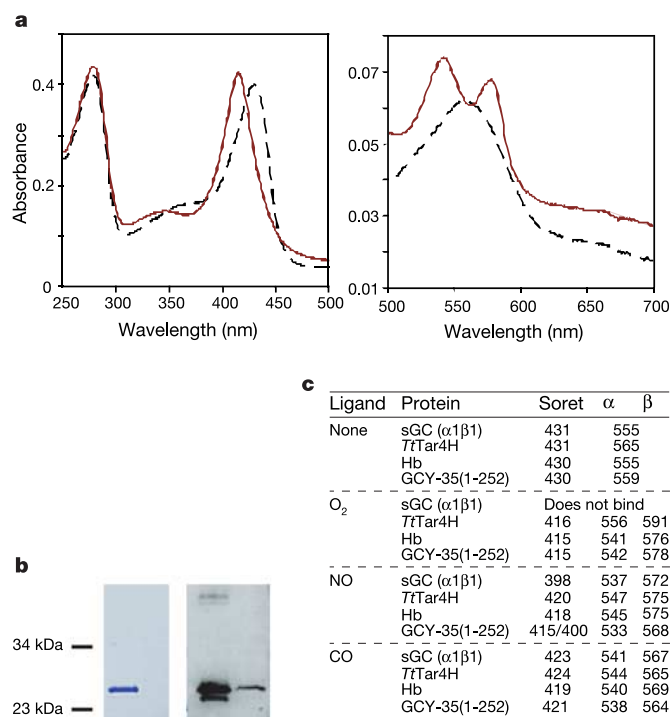 a
0.4
0.2
0
Absorbance
250 300 350 400 450 500
Wavelength (nm)
0.07
0.05
0.03
0.01
500 550 600 650 700
Wavelength (nm)
b
34 kDa
23 kDa
c
Ligand Protein Soret α β
None sGC (α1β1) 431 555
TtTar4H 431 565
Hb 430 555
GCY-35(1-252) 430 559
O₂ sGC (α1β1) Does not bind
TtTar4H 416 556 591
Hb 415 541 576
GCY-35(1-252) 415 542 578
NO sGC (α1β1) 398 537 572
TtTar4H 420 547 575
Hb 418 545 575
GCY-35(1-252) 415/400 533 568
CO sGC (α1β1) 423 541 567
TtTar4H 424 544 565
Hb 419 540 569
GCY-35(1-252) 421 538 564